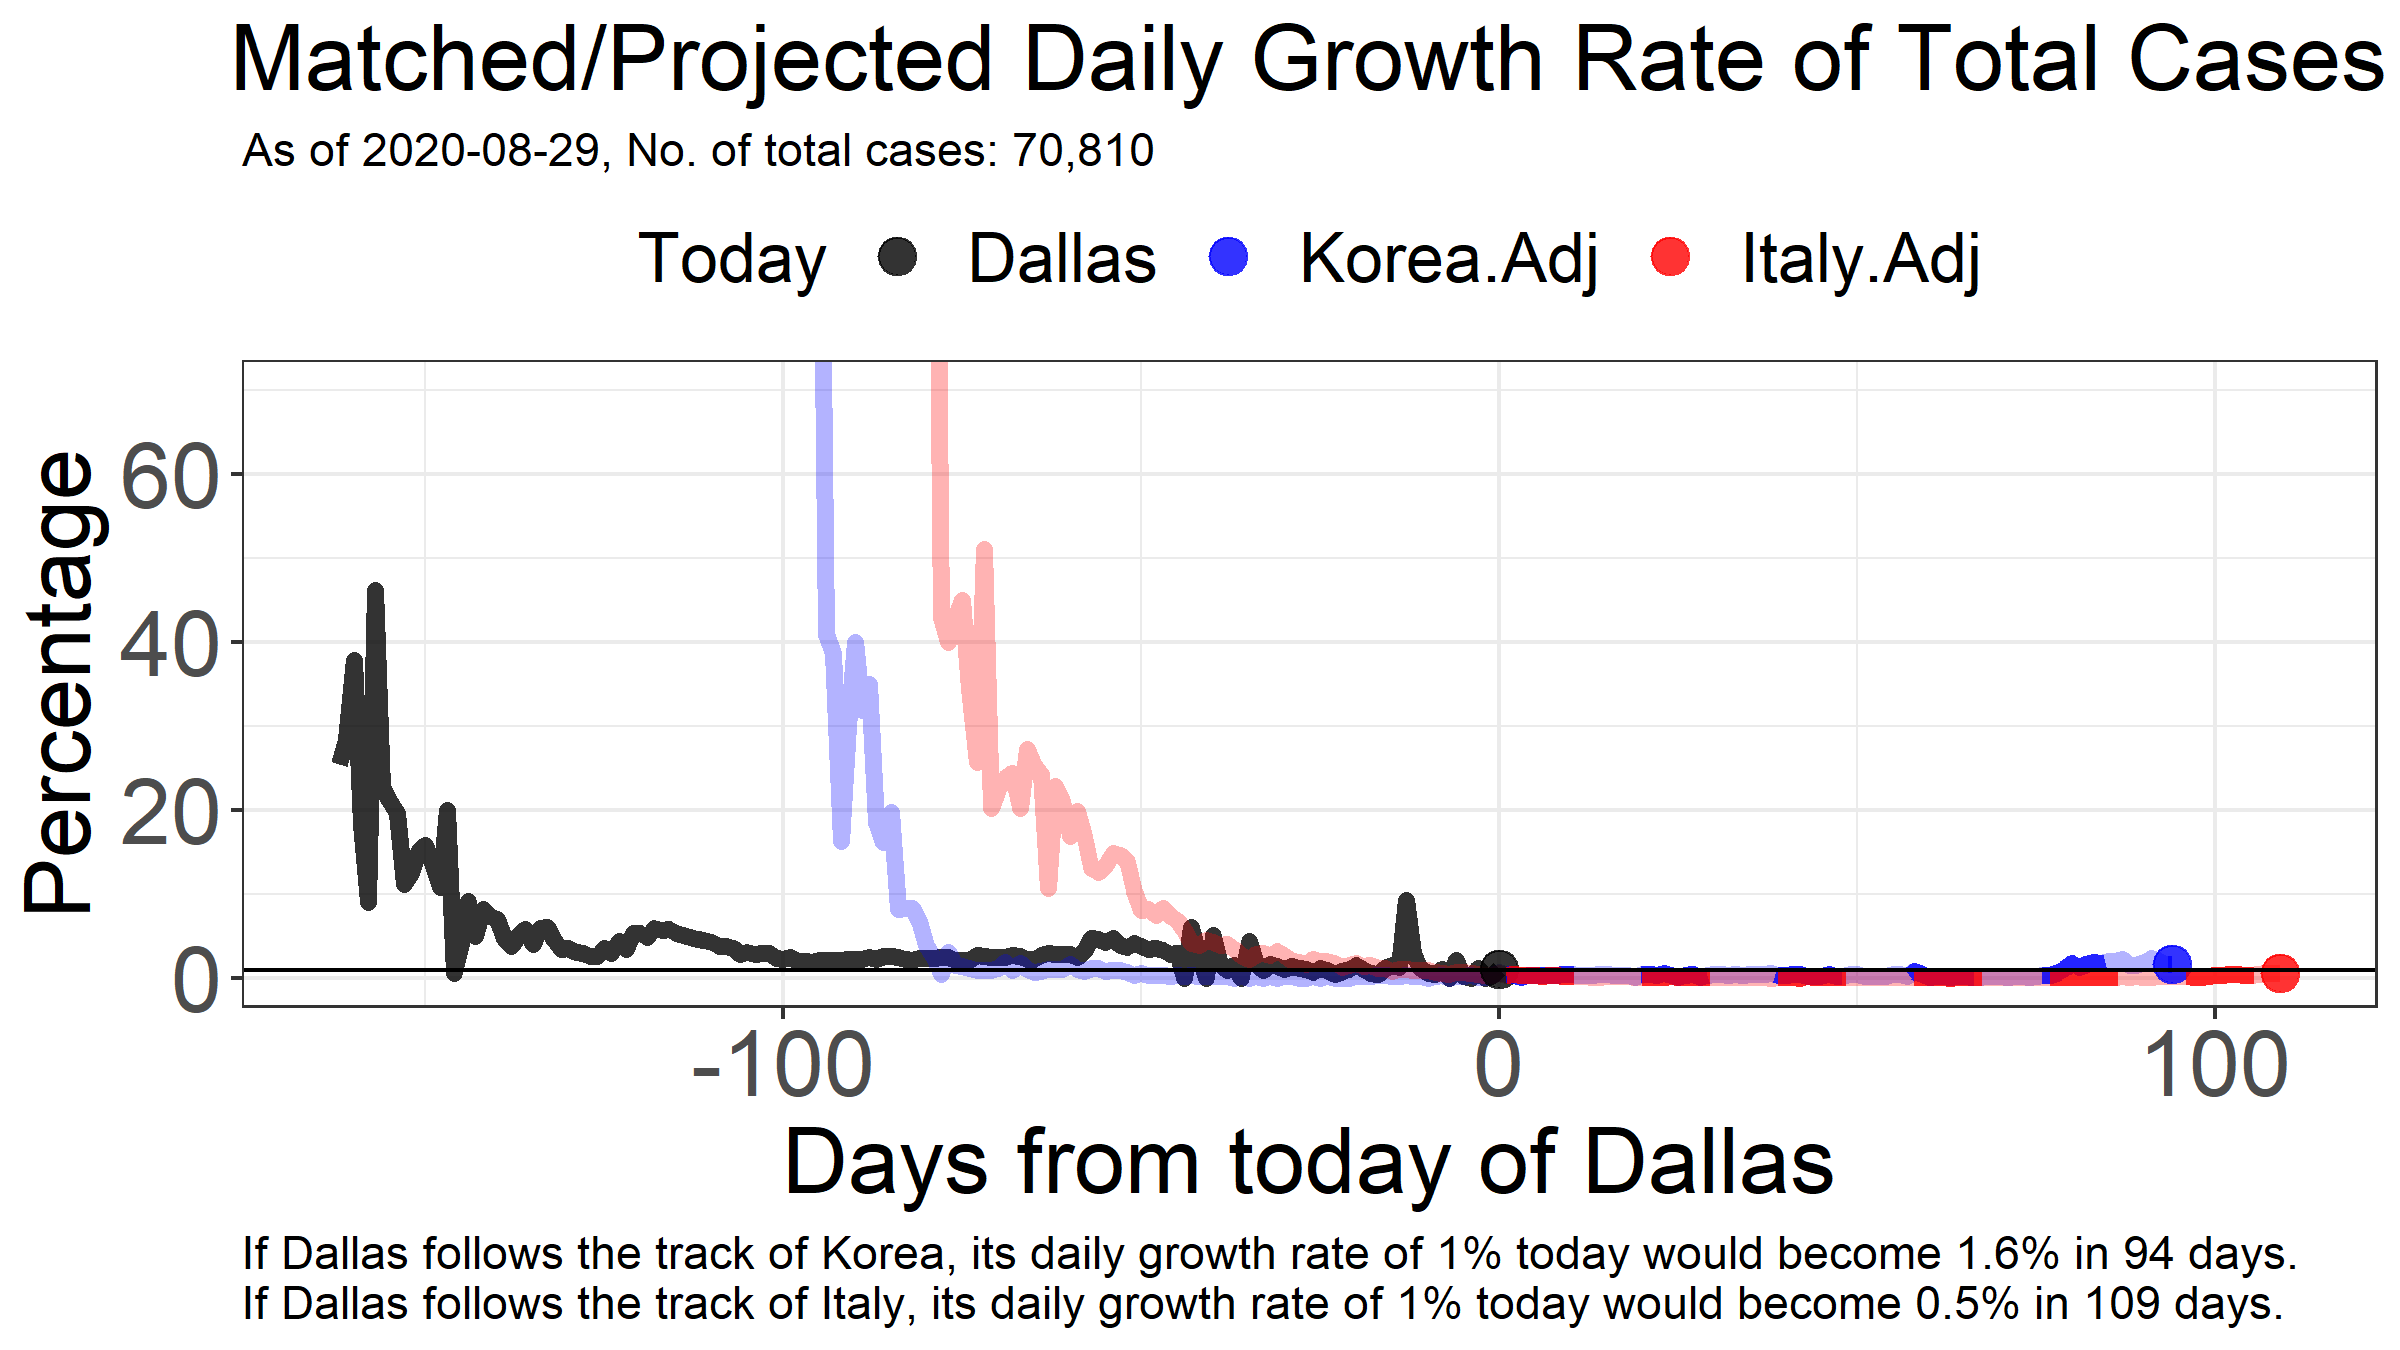 Matched/Projected Daily Growth Rate of Total Cases
As of 2020-08-29, No. of total cases: 70,810
Today Dallas Korea.Adj Italy.Adj
Percentage
60
40
20
0
-100 0 100
Days from today of Dallas
If Dallas follows the track of Korea, its daily growth rate of 1% today would become 1.6% in 94 days.
If Dallas follows the track of Italy, its daily growth rate of 1% today would become 0.5% in 109 days.